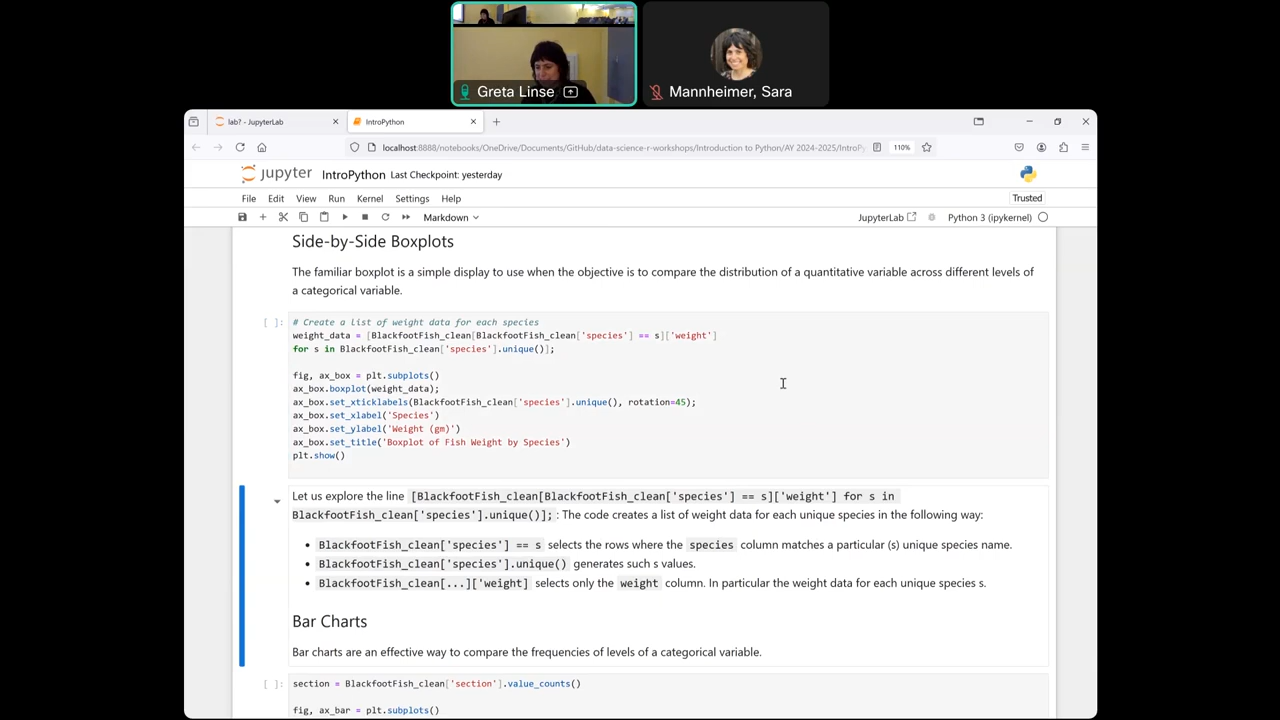 Greta Linse
Mannheimer, Sara
lab? - JupyterLab
IntroPython
localhost:8888/notebooks/OneDrive/Documents/GitHub/data-science-r-workshops/Introduction to Python/AY 2024-2025/IntroPy
110%
jupyter IntroPython Last Checkpoint: yesterday
File Edit View Run Kernel Settings Help
Trusted
Markdown
JupyterLab
Python 3 (ipykernel)
Side-by-Side Boxplots
The familiar boxplot is a simple display to use when the objective is to compare the distribution of a quantitative variable across different levels of
a categorical variable.
[ ]: # Create a list of weight data for each species
weight_data = [BlackfootFish_clean[BlackfootFish_clean['species'] == s]['weight']
for s in BlackfootFish_clean['species'].unique()];
fig, ax_box = plt.subplots()
ax_box.boxplot(weight_data);
ax_box.set_xticklabels(BlackfootFish_clean['species'].unique(), rotation=45);
ax_box.set_xlabel('Species')
ax_box.set_ylabel('Weight (gm)')
ax_box.set_title('Boxplot of Fish Weight by Species')
plt.show()
Let us explore the line [BlackfootFish_clean[BlackfootFish_clean['species'] == s]['weight'] for s in
BlackfootFish_clean['species'].unique()]; : The code creates a list of weight data for each unique species in the following way:
• BlackfootFish_clean['species'] == s selects the rows where the species column matches a particular (s) unique species name.
• BlackfootFish_clean['species'].unique() generates such s values.
• BlackfootFish_clean[...]['weight] selects only the weight column. In particular the weight data for each unique species s.
Bar Charts
Bar charts are an effective way to compare the frequencies of levels of a categorical variable.
[ ]: section = BlackfootFish_clean['section'].value_counts()
fig, ax_bar = plt.subplots()